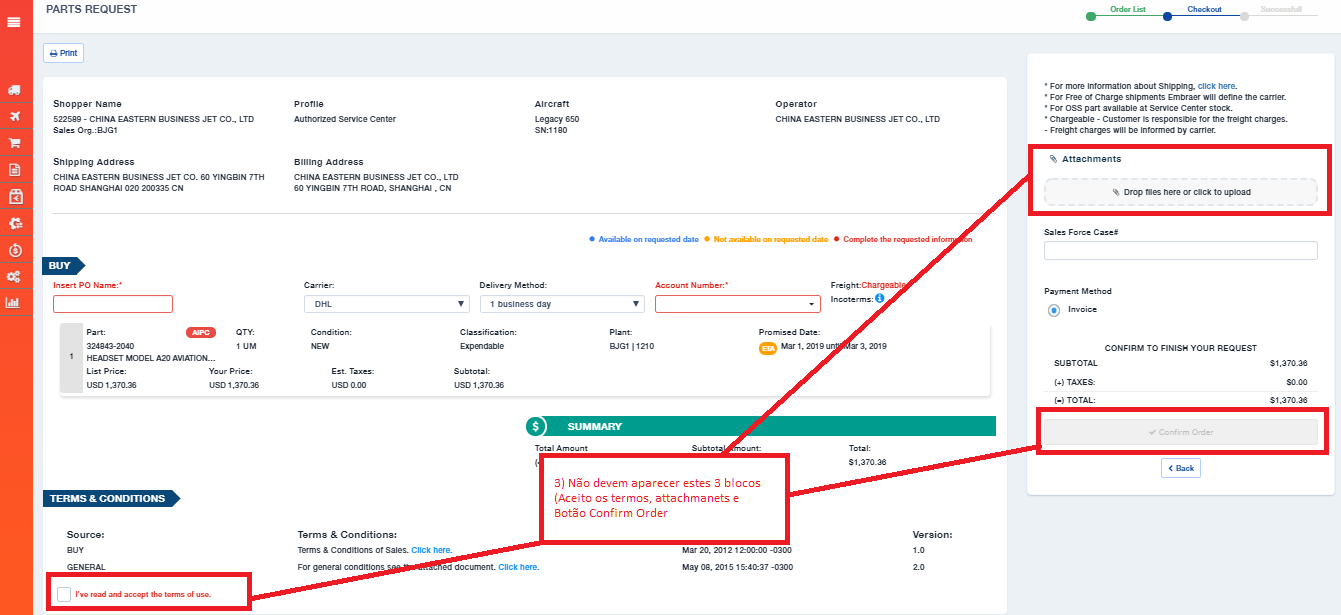 PARTS REQUEST
Order List
Checkout
Successfull
Print
Shopper Name
522589 - CHINA EASTERN BUSINESS JET CO., LTD
Sales Org.:BJG1
Profile
Authorized Service Center
Aircraft
Legacy 650
SN:1180
Operator
CHINA EASTERN BUSINESS JET CO., LTD
Shipping Address
CHINA EASTERN BUSINESS JET CO. 60 YINGBIN 7TH
ROAD SHANGHAI 020 200335 CN
Billing Address
CHINA EASTERN BUSINESS JET CO., LTD
60 YINGBIN 7TH ROAD, SHANGHAI , CN
Available on requested date
Not available on requested date
Complete the requested information
BUY
Insert PO Name:*
Carrier:
DHL
Delivery Method:
1 business day
Account Number:*
Freight:Chargeable
Incoterms:
1
Part:
AIPC
324843-2040
HEADSET MODEL A20 AVIATION...
QTY:
1 UM
Condition:
NEW
Classification:
Expendable
Plant:
BJG1 | 1210
Promised Date:
ETA Mar 1, 2019 until Mar 3, 2019
List Price:
USD 1,370.36
Your Price:
USD 1,370.36
Est. Taxes:
USD 0.00
Subtotal:
USD 1,370.36
$ SUMMARY
Total Amount
Subtotal Amount:
Total:
$1,370.36
3) Não devem aparecer estes 3 blocos
(Aceito os termos, attachmanets e
Botão Confirm Order
TERMS & CONDITIONS
Source:
Terms & Conditions:
Version:
BUY
Terms & Conditions of Sales. Click here.
Mar 20, 2012 12:00:00 -0300
1.0
GENERAL
For general conditions see the attached document. Click here.
May 08, 2015 15:40:37 -0300
2.0
I've read and accept the terms of use.
* For more information about Shipping, click here.
* For Free of Charge shipments Embraer will define the carrier.
* For OSS part available at Service Center stock.
* Chargeable - Customer is responsible for the freight charges.
- Freight charges will be informed by carrier.
Attachments
Drop files here or click to upload
Sales Force Case#
Payment Method
Invoice
CONFIRM TO FINISH YOUR REQUEST
SUBTOTAL $1,370.36
(+) TAXES: $0.00
(=) TOTAL: $1,370.36
Confirm Order
Back